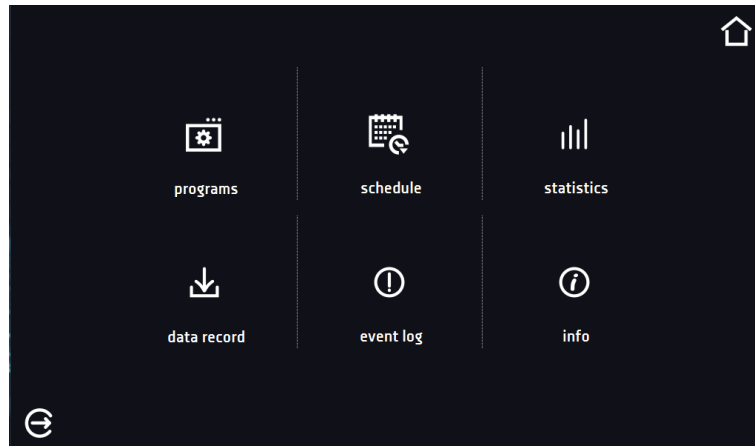 programs
schedule
statistics
data record
event log
info